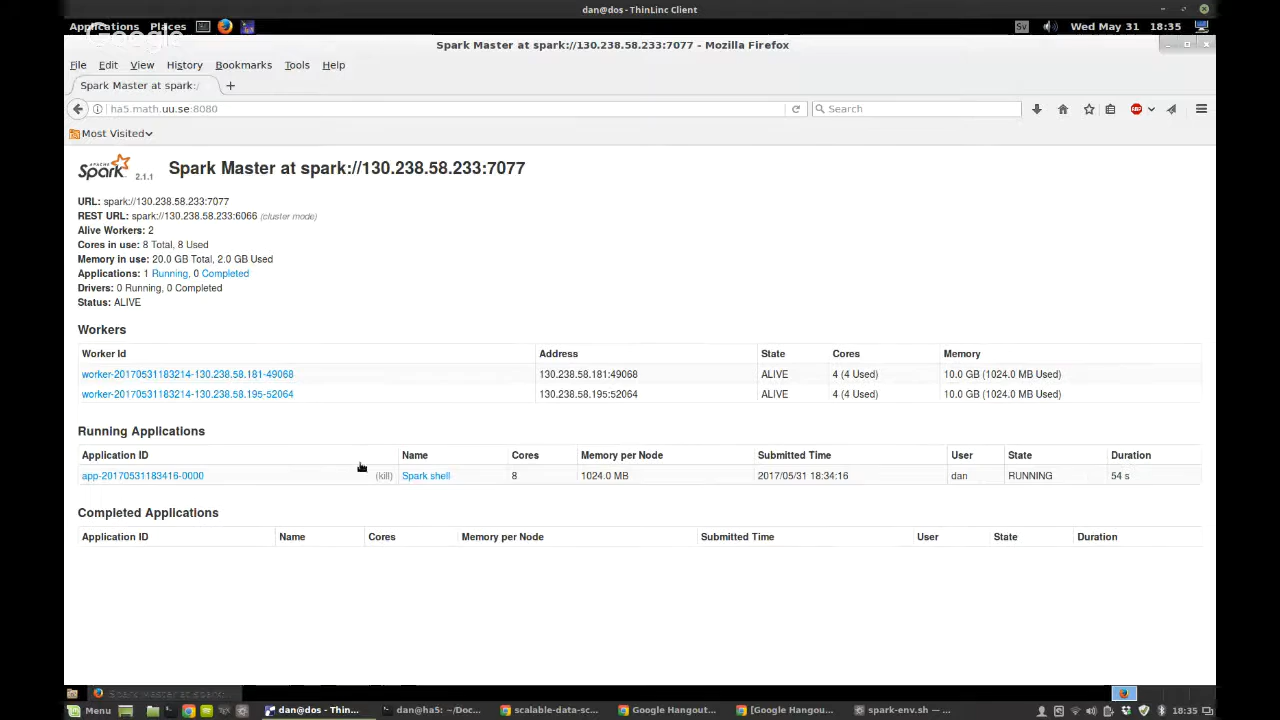 dan@dos - ThinLinc Client
Applications Places Sv Wed May 31 18:35
Google
Spark Master at spark://130.238.58.233:7077 - Mozilla Firefox
File Edit View History Bookmarks Tools Help
Spark Master at spark:/ +
ha5.math.uu.se:8080 Search
Most Visited
APACHE Spark 2.1.1 Spark Master at spark://130.238.58.233:7077
URL: spark://130.238.58.233:7077
REST URL: spark://130.238.58.233:6066 (cluster mode)
Alive Workers: 2
Cores in use: 8 Total, 8 Used
Memory in use: 20.0 GB Total, 2.0 GB Used
Applications: 1 Running, 0 Completed
Drivers: 0 Running, 0 Completed
Status: ALIVE
Workers
Worker Id Address State Cores Memory
worker-20170531183214-130.238.58.181-49068 130.238.58.181:49068 ALIVE 4 (4 Used) 10.0 GB (1024.0 MB Used)
worker-20170531183214-130.238.58.195-52064 130.238.58.195:52064 ALIVE 4 (4 Used) 10.0 GB (1024.0 MB Used)
Running Applications
Application ID Name Cores Memory per Node Submitted Time User State Duration
app-20170531183416-0000 (kill) Spark shell 8 1024.0 MB 2017/05/31 18:34:16 dan RUNNING 54 s
Completed Applications
Application ID Name Cores Memory per Node Submitted Time User State Duration
Spark Master at spark:...
Menu dan@dos - Thin... dan@ha5: ~/Doc... scalable-data-sc... Google Hangout... [Google Hangou... spark-env.sh — ... 18:35